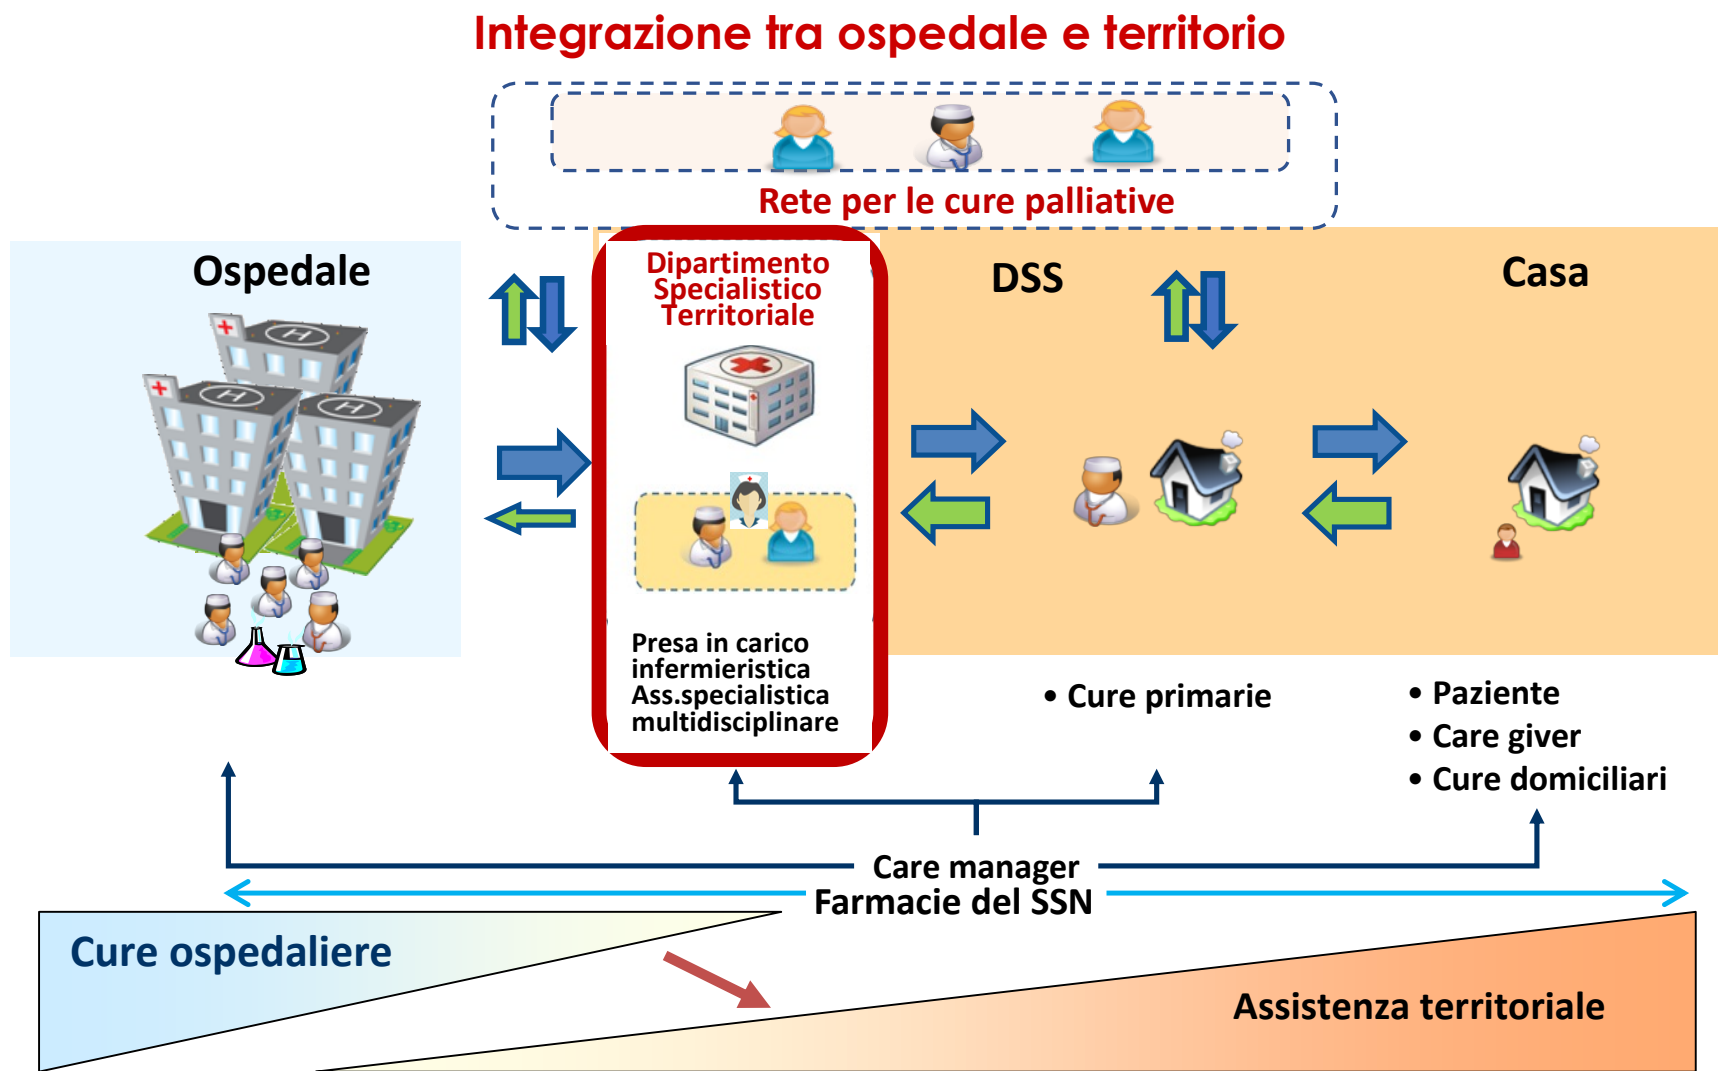 Integrazione tra ospedale e territorio
Rete per le cure palliative
Ospedale
Dipartimento
Specialistico
Territoriale
DSS
Casa
H
H
H
Presa in carico
infermieristica
Ass.specialistica
multidisciplinare
• Cure primarie
• Paziente
• Care giver
• Cure domiciliari
Care manager
Farmacie del SSN
Cure ospedaliere
Assistenza territoriale